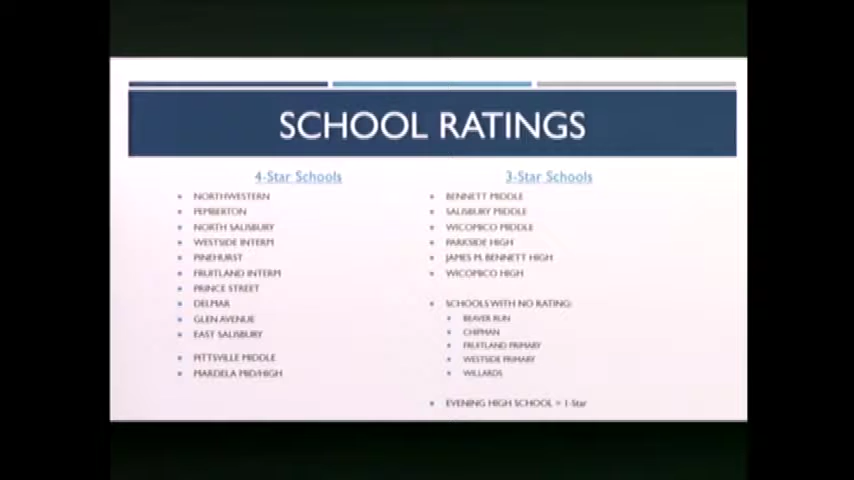 SCHOOL RATINGS
4-Star Schools
NORTHWESTERN
PEMBERTON
NORTH SALISBURY
WESTSIDE INTERM
PINEHURST
FRUITLAND INTERM
PRINCE STREET
DELMAR
GLEN AVENUE
EAST SALISBURY
PITTSVILLE MIDDLE
MARDELA MID/HIGH
3-Star Schools
BENNETT MIDDLE
SALISBURY MIDDLE
WICOMICO MIDDLE
PARKSIDE HIGH
JAMES M. BENNETT HIGH
WICOMICO HIGH
SCHOOLS WITH NO RATING:
BEAVER RUN
CHIPMAN
FRUITLAND PRIMARY
WESTSIDE PRIMARY
WILLARDS
EVENING HIGH SCHOOL = 1-Star